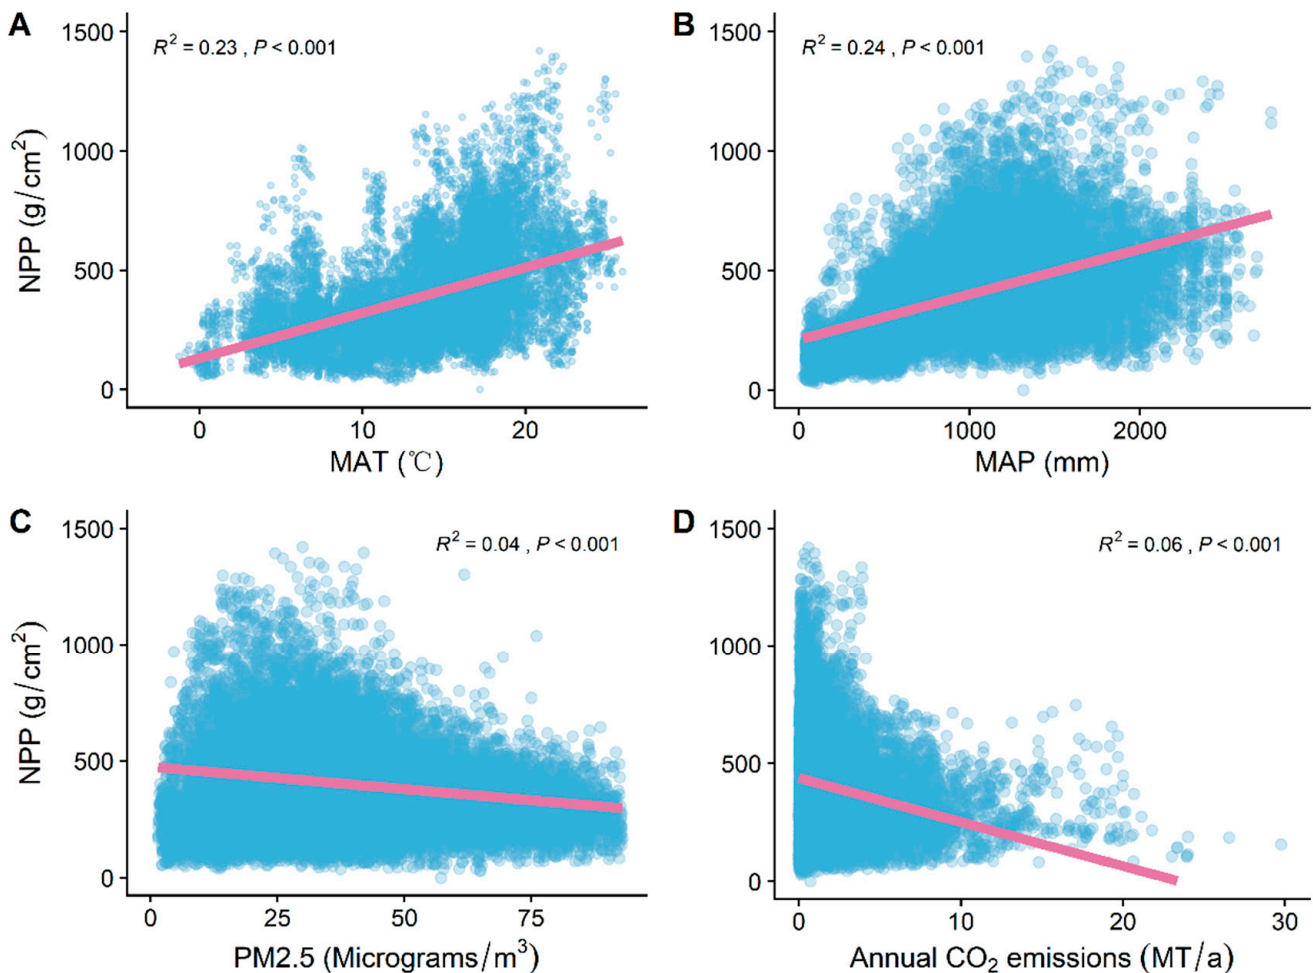 A
R² = 0.23 , P < 0.001
1500
1000
500
0
NPP (g/cm²)
0 10 20
MAT (℃)
B
R² = 0.24 , P < 0.001
1500
1000
500
0
0 1000 2000
MAP (mm)
C
R² = 0.04 , P < 0.001
1500
1000
500
0
NPP (g/cm²)
0 25 50 75
PM2.5 (Micrograms/m³)
D
R² = 0.06 , P < 0.001
1500
1000
500
0
0 10 20 30
Annual CO₂ emissions (MT/a)